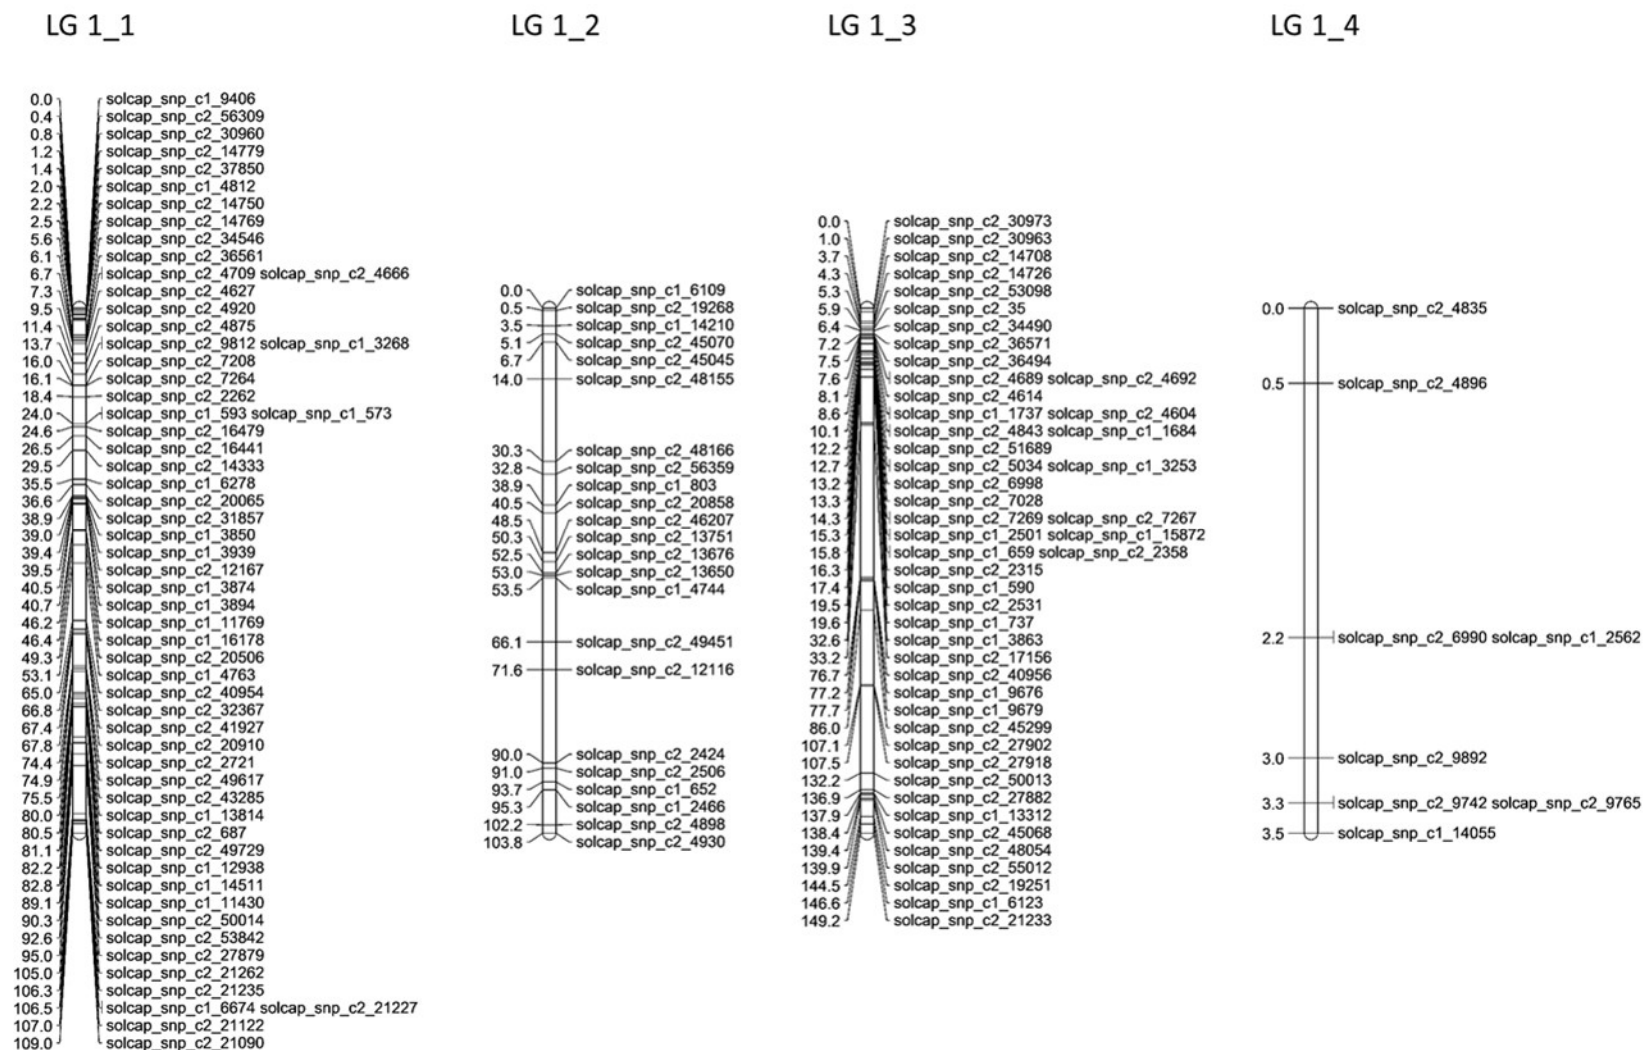 LG 1_1
0.0 solcap_snp_c1_9406
0.4 solcap_snp_c2_56309
0.8 solcap_snp_c2_30960
1.2 solcap_snp_c2_14779
1.4 solcap_snp_c2_37850
2.0 solcap_snp_c1_4812
2.2 solcap_snp_c2_14750
2.5 solcap_snp_c2_14769
5.6 solcap_snp_c2_34546
6.1 solcap_snp_c2_36561
6.7 solcap_snp_c2_4709 solcap_snp_c2_4666
7.3 solcap_snp_c2_4627
9.5 solcap_snp_c2_4920
11.4 solcap_snp_c2_4875
13.7 solcap_snp_c2_9812 solcap_snp_c1_3268
16.0 solcap_snp_c2_7208
16.1 solcap_snp_c2_7264
18.4 solcap_snp_c2_2262
24.0 solcap_snp_c1_593 solcap_snp_c1_573
24.6 solcap_snp_c2_16479
26.5 solcap_snp_c2_16441
29.5 solcap_snp_c2_14333
35.5 solcap_snp_c1_6278
36.6 solcap_snp_c2_20065
38.9 solcap_snp_c2_31857
39.0 solcap_snp_c1_3850
39.4 solcap_snp_c1_3939
39.5 solcap_snp_c2_12167
40.5 solcap_snp_c1_3874
40.7 solcap_snp_c1_3894
46.2 solcap_snp_c1_11769
46.4 solcap_snp_c1_16178
49.3 solcap_snp_c2_20506
53.1 solcap_snp_c1_4763
65.0 solcap_snp_c2_40954
66.8 solcap_snp_c2_32367
67.4 solcap_snp_c2_41927
67.8 solcap_snp_c2_20910
74.4 solcap_snp_c2_2721
74.9 solcap_snp_c2_49617
75.5 solcap_snp_c2_43285
80.0 solcap_snp_c1_13814
80.5 solcap_snp_c2_687
81.1 solcap_snp_c2_49729
82.2 solcap_snp_c1_12938
82.8 solcap_snp_c1_14511
89.1 solcap_snp_c1_11430
90.3 solcap_snp_c2_50014
92.6 solcap_snp_c2_53842
95.0 solcap_snp_c2_27879
105.0 solcap_snp_c2_21262
106.3 solcap_snp_c2_21235
106.5 solcap_snp_c1_6674 solcap_snp_c2_21227
107.0 solcap_snp_c2_21122
109.0 solcap_snp_c2_21090
LG 1_2
0.0 solcap_snp_c1_6109
0.5 solcap_snp_c2_19268
3.5 solcap_snp_c1_14210
5.1 solcap_snp_c2_45070
6.7 solcap_snp_c2_45045
14.0 solcap_snp_c2_48155
30.3 solcap_snp_c2_48166
32.8 solcap_snp_c2_56359
38.9 solcap_snp_c1_803
40.5 solcap_snp_c2_20858
48.5 solcap_snp_c2_46207
50.3 solcap_snp_c2_13751
52.5 solcap_snp_c2_13676
53.0 solcap_snp_c2_13650
53.5 solcap_snp_c1_4744
66.1 solcap_snp_c2_49451
71.6 solcap_snp_c2_12116
90.0 solcap_snp_c2_2424
91.0 solcap_snp_c2_2506
93.7 solcap_snp_c1_652
95.3 solcap_snp_c1_2466
102.2 solcap_snp_c2_4898
103.8 solcap_snp_c2_4930
LG 1_3
0.0 solcap_snp_c2_30973
1.0 solcap_snp_c2_30963
3.7 solcap_snp_c2_14708
4.3 solcap_snp_c2_14726
5.3 solcap_snp_c2_53098
5.9 solcap_snp_c2_35
6.4 solcap_snp_c2_34490
7.2 solcap_snp_c2_36571
7.5 solcap_snp_c2_36494
7.6 solcap_snp_c2_4689 solcap_snp_c2_4692
8.1 solcap_snp_c2_4614
8.6 solcap_snp_c1_1737 solcap_snp_c2_4604
10.1 solcap_snp_c2_4843 solcap_snp_c1_1684
12.2 solcap_snp_c2_51689
12.7 solcap_snp_c2_5034 solcap_snp_c1_3253
13.2 solcap_snp_c2_6998
13.3 solcap_snp_c2_7028
14.3 solcap_snp_c2_7269 solcap_snp_c2_7267
15.3 solcap_snp_c1_2501 solcap_snp_c1_15872
15.8 solcap_snp_c1_659 solcap_snp_c2_2358
16.3 solcap_snp_c2_2315
17.4 solcap_snp_c1_590
19.5 solcap_snp_c2_2531
19.6 solcap_snp_c1_737
32.6 solcap_snp_c1_3863
33.2 solcap_snp_c2_17156
76.7 solcap_snp_c2_40956
77.2 solcap_snp_c1_9676
77.7 solcap_snp_c1_9679
86.0 solcap_snp_c2_45299
107.1 solcap_snp_c2_27902
107.5 solcap_snp_c2_27918
132.2 solcap_snp_c2_50013
136.9 solcap_snp_c2_27882
137.9 solcap_snp_c1_13312
138.4 solcap_snp_c2_45068
139.4 solcap_snp_c2_48054
139.9 solcap_snp_c2_55012
144.5 solcap_snp_c2_19251
146.6 solcap_snp_c1_6123
149.2 solcap_snp_c2_21233
LG 1_4
0.0 solcap_snp_c2_4835
0.5 solcap_snp_c2_4896
2.2 solcap_snp_c2_6990 solcap_snp_c1_2562
3.0 solcap_snp_c2_9892
3.3 solcap_snp_c2_9742 solcap_snp_c2_9765
3.5 solcap_snp_c1_14055